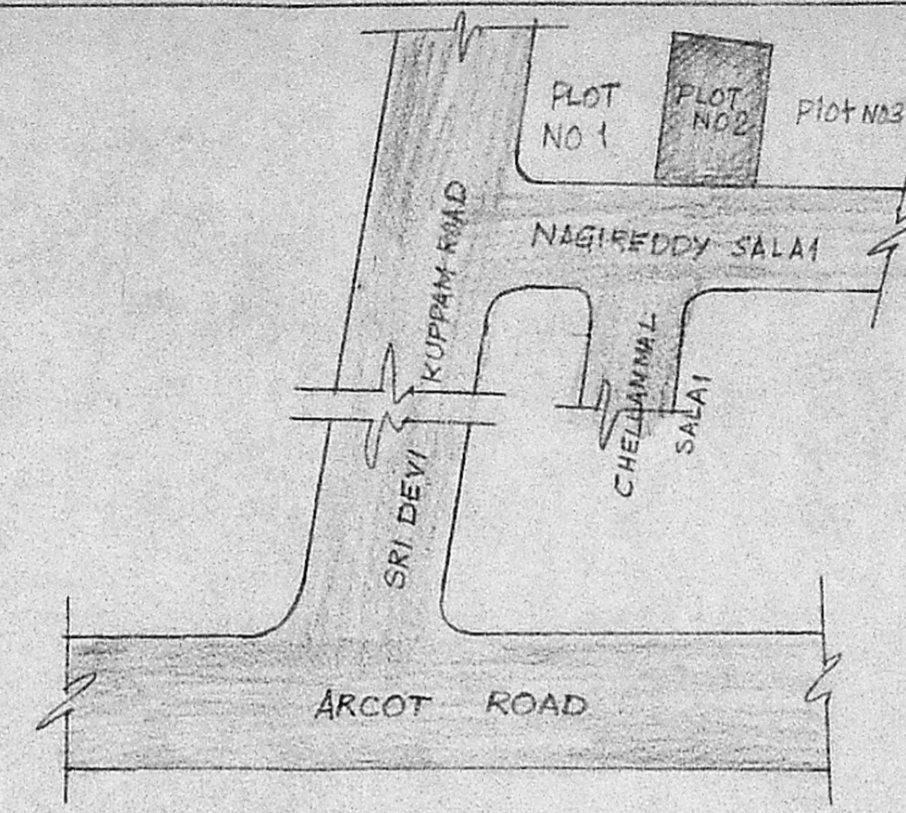 PLOT
NO 1
PLOT
NO2
Plot NO3
NAGIREDDY SALAI
SRI DEVI KUPPAM ROAD
CHELLAMMAL
SALAI
ARCOT ROAD